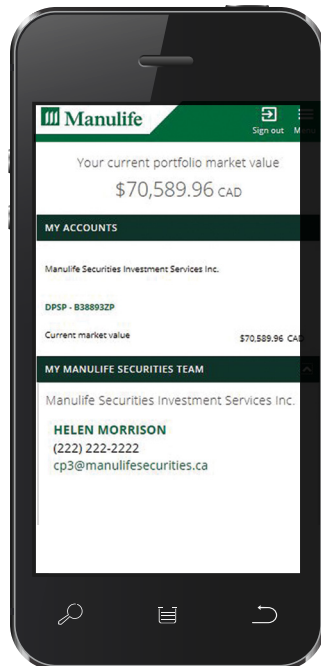 Manulife
Sign out
Your current portfolio market value
$70,589.96 CAD
MY ACCOUNTS
Manulife Securities Investment Services Inc.
DPSP - B38893ZP
Current market value $70,589.96 CAD
MY MANULIFE SECURITIES TEAM
Manulife Securities Investment Services Inc.
HELEN MORRISON
(222) 222-2222
cp3@manulifesecurities.ca